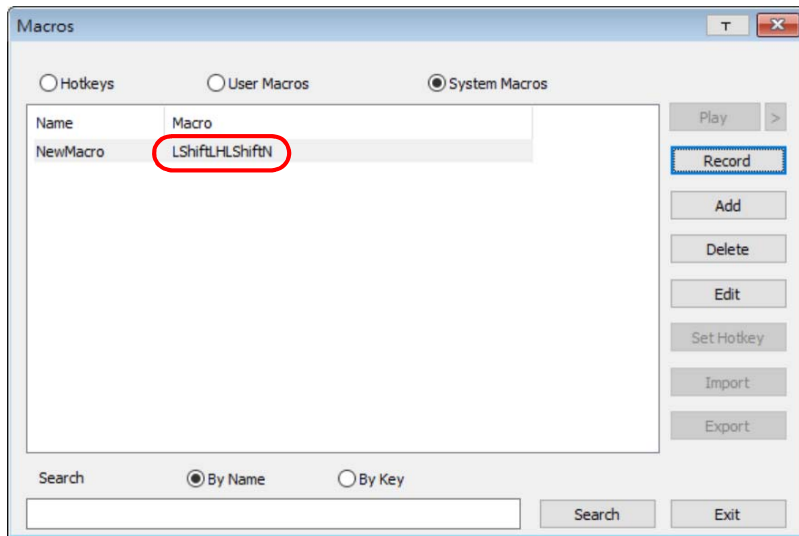 Macros
T
Hotkeys User Macros System Macros
Name Macro
NewMacro LShiftLHLShiftN
Play >
Record
Add
Delete
Edit
Set Hotkey
Import
Export
Search By Name By Key
Search Exit